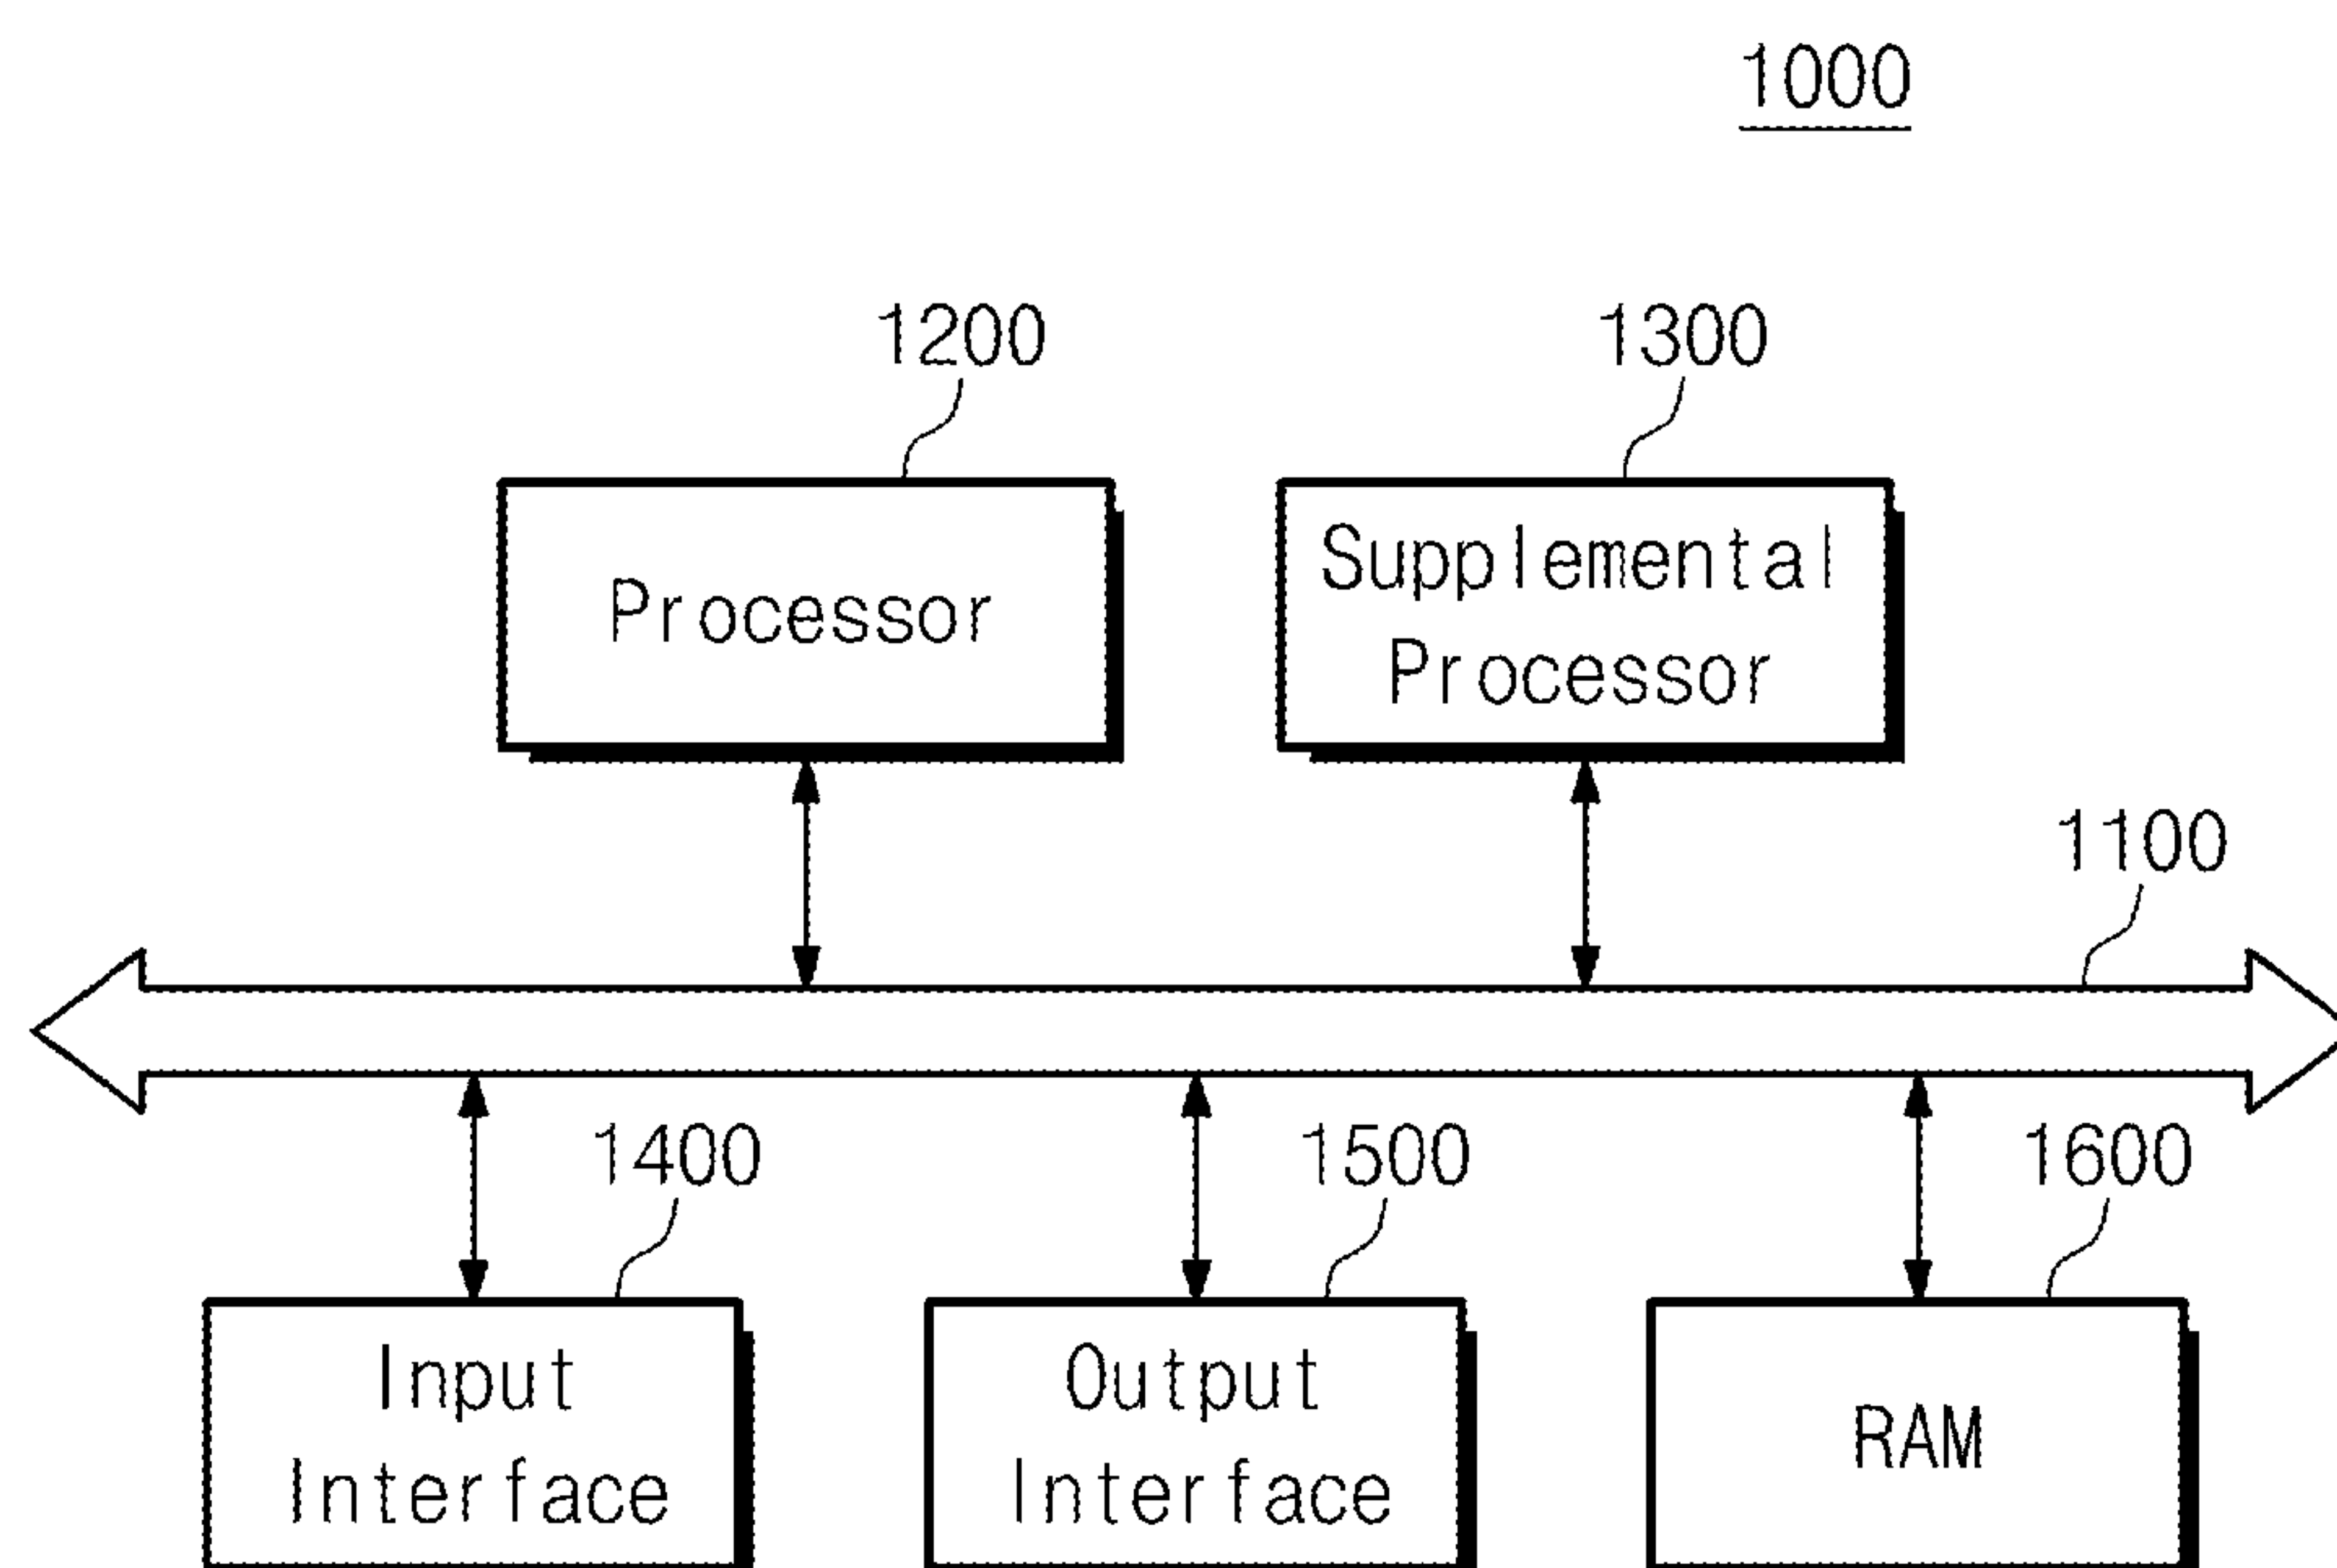 1000
1200
1300
Processor
Supplemental
Processor
1100
1400
1500
1600
Input
Interface
Output
Interface
RAM